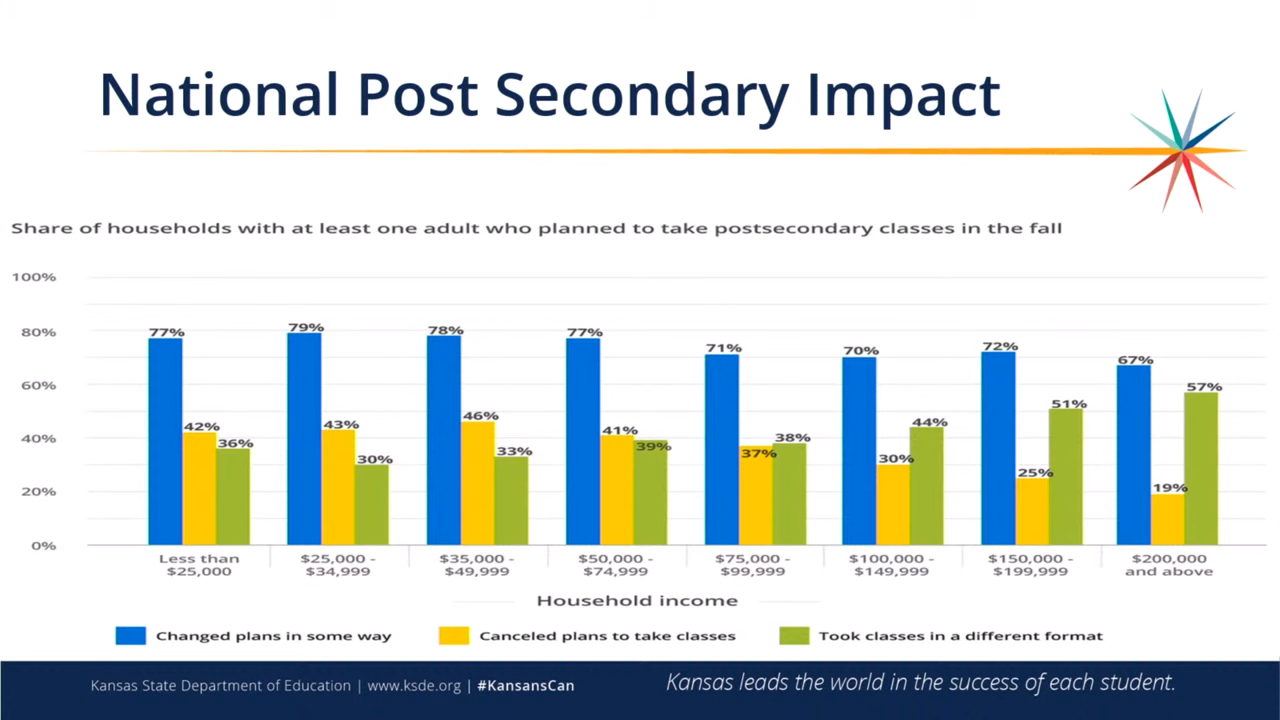 National Post Secondary Impact
Share of households with at least one adult who planned to take postsecondary classes in the fall
100%
80%
60%
40%
20%
0%
77% 42% 36%
79% 43% 30%
78% 46% 33%
77% 41% 39%
71% 37% 38%
70% 30% 44%
72% 25% 51%
67% 19% 57%
Less than
$25,000
$25,000 -
$34,999
$35,000 -
$49,999
$50,000 -
$74,999
$75,000 -
$99,999
$100,000 -
$149,999
$150,000 -
$199,999
$200,000
and above
Household income
Changed plans in some way
Canceled plans to take classes
Took classes in a different format
Kansas State Department of Education | www.ksde.org | #KansansCan
Kansas leads the world in the success of each student.